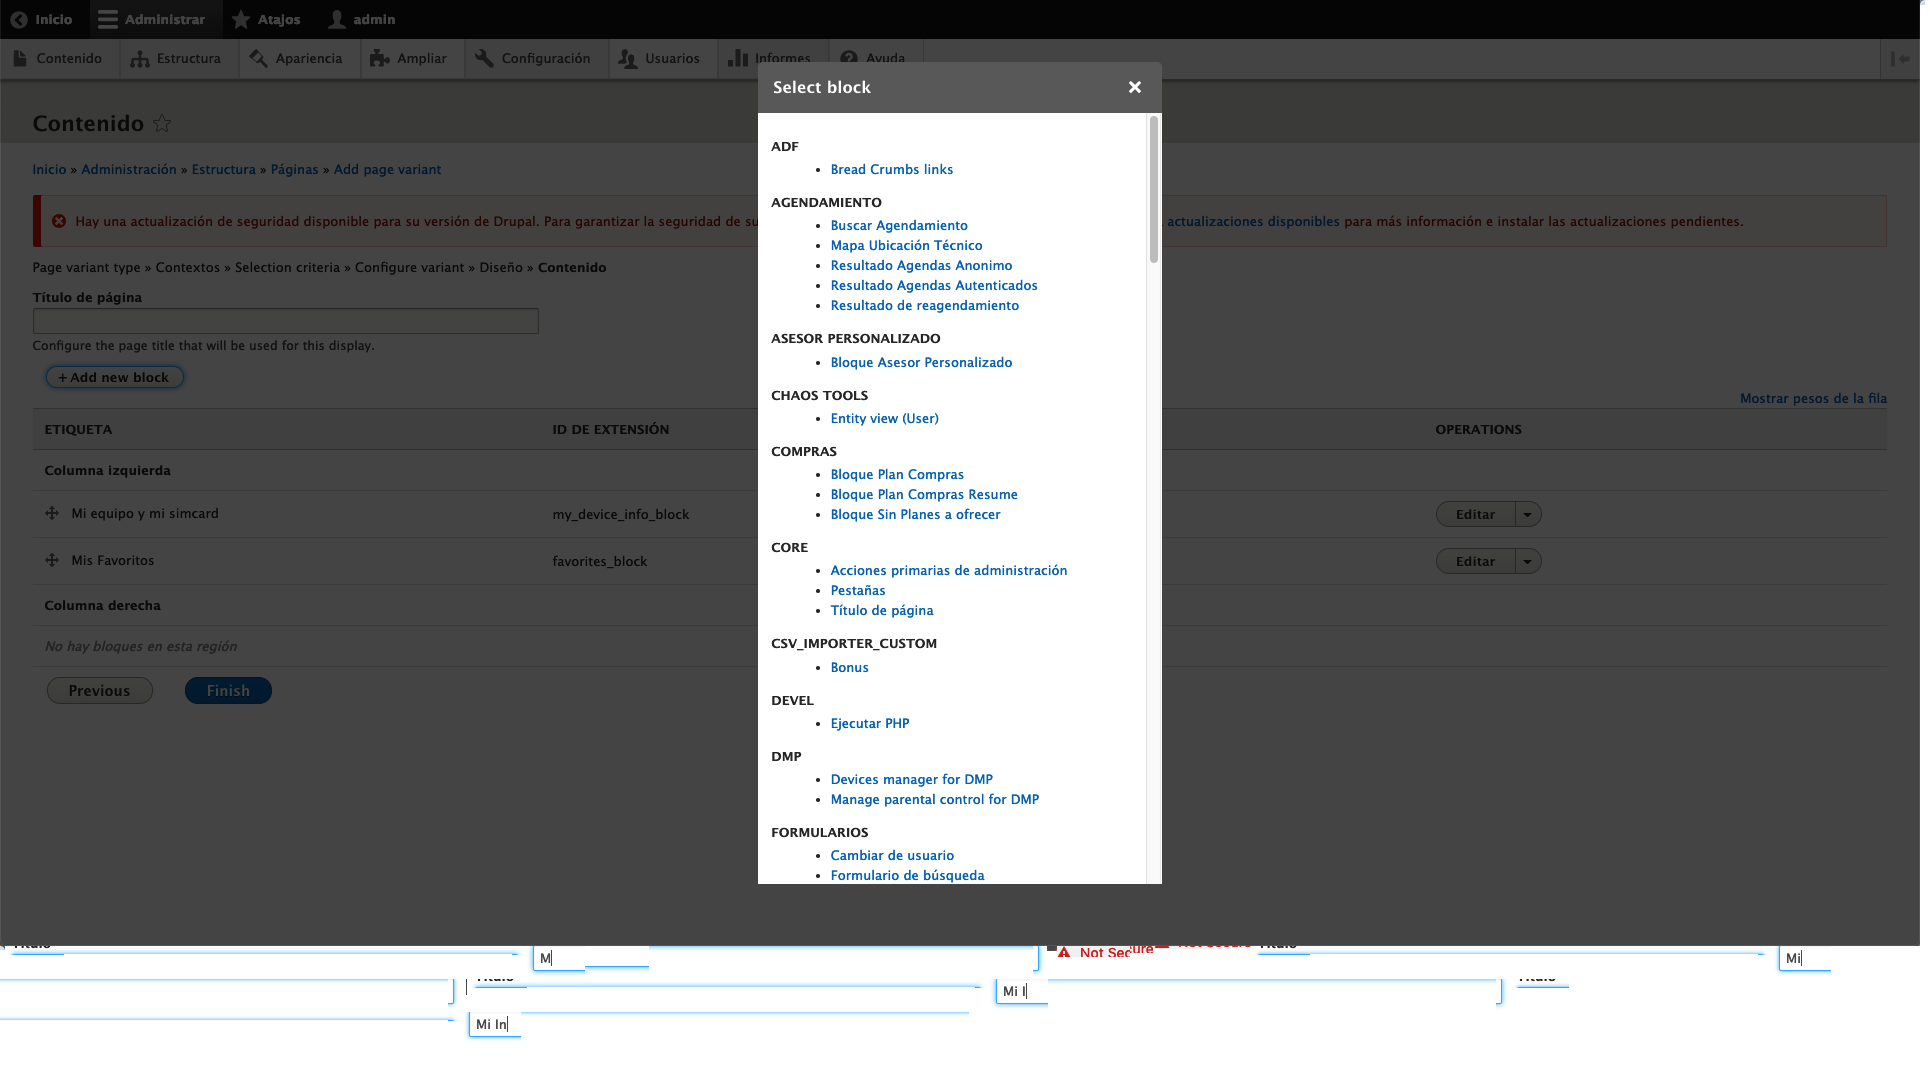 Inicio Administrar Atajos admin
Contenido Estructura Apariencia Ampliar Configuración Usuarios Informes Ayuda
Select block
Contenido
Inicio » Administración » Estructura » Páginas » Add page variant
Hay una actualización de seguridad disponible para su versión de Drupal. Para garantizar la seguridad de su actualizaciones disponibles para más información e instalar las actualizaciones pendientes.
Page variant type » Contextos » Selection criteria » Configure variant » Diseño » Contenido
Título de página
Configure the page title that will be used for this display.
+ Add new block
Mostrar pesos de la fila
ETIQUETA ID DE EXTENSIÓN OPERATIONS
Columna izquierda
Mi equipo y mi simcard my_device_info_block Editar
Mis Favoritos favorites_block Editar
Columna derecha
No hay bloques en esta región
Previous Finish
ADF
Bread Crumbs links
AGENDAMIENTO
Buscar Agendamiento
Mapa Ubicación Técnico
Resultado Agendas Anonimo
Resultado Agendas Autenticados
Resultado de reagendamiento
ASESOR PERSONALIZADO
Bloque Asesor Personalizado
CHAOS TOOLS
Entity view (User)
COMPRAS
Bloque Plan Compras
Bloque Plan Compras Resume
Bloque Sin Planes a ofrecer
CORE
Acciones primarias de administración
Pestañas
Título de página
CSV_IMPORTER_CUSTOM
Bonus
DEVEL
Ejecutar PHP
DMP
Devices manager for DMP
Manage parental control for DMP
FORMULARIOS
Cambiar de usuario
Formulario de búsqueda
M Not Sec Mi
Mi I
Mi In